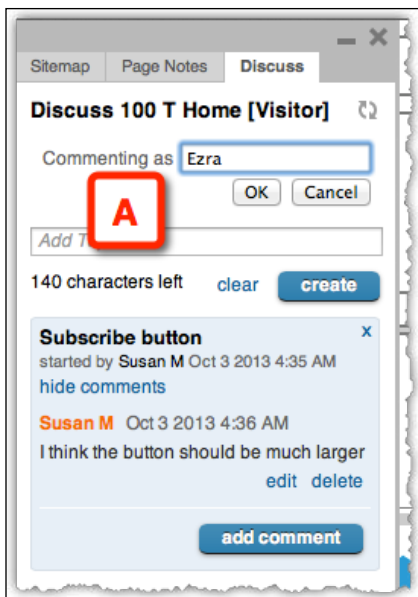 Sitemap Page Notes Discuss
Discuss 100 T Home [Visitor]
Commenting as Ezra
OK Cancel
A
Add T
140 characters left clear create
Subscribe button x
started by Susan M Oct 3 2013 4:35 AM
hide comments
Susan M Oct 3 2013 4:36 AM
I think the button should be much larger
edit delete
add comment